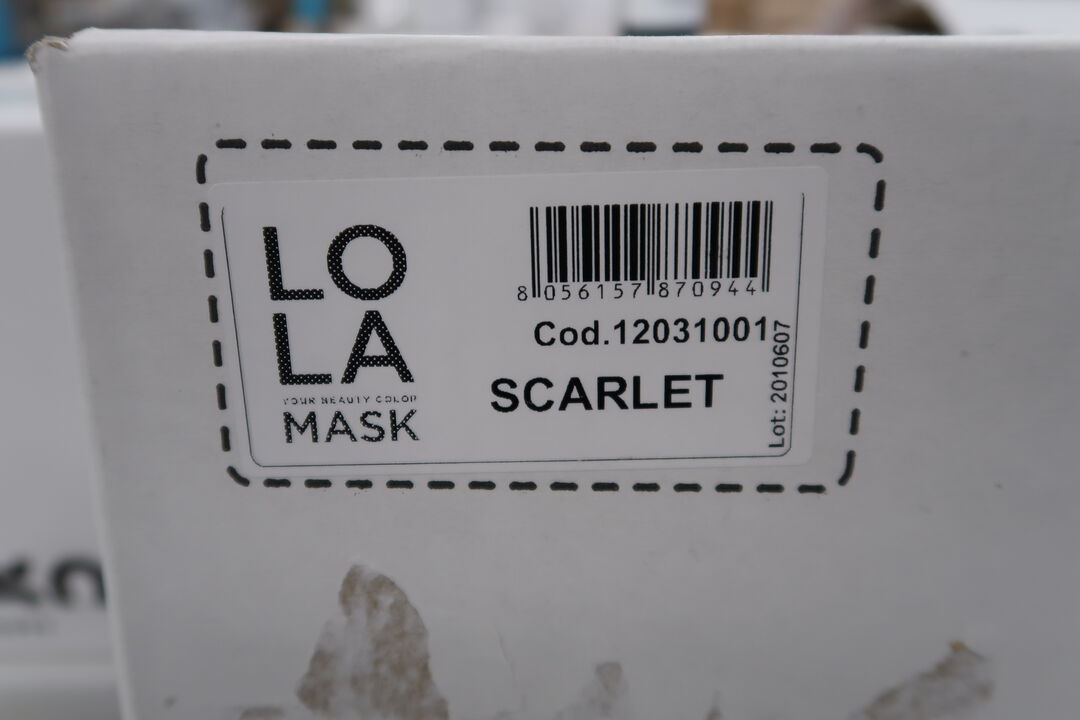 LO
LA
YOUR BEAUTY COLOR
MASK
8 056157 870944
Cod.12031001
SCARLET
Lot: 2010607